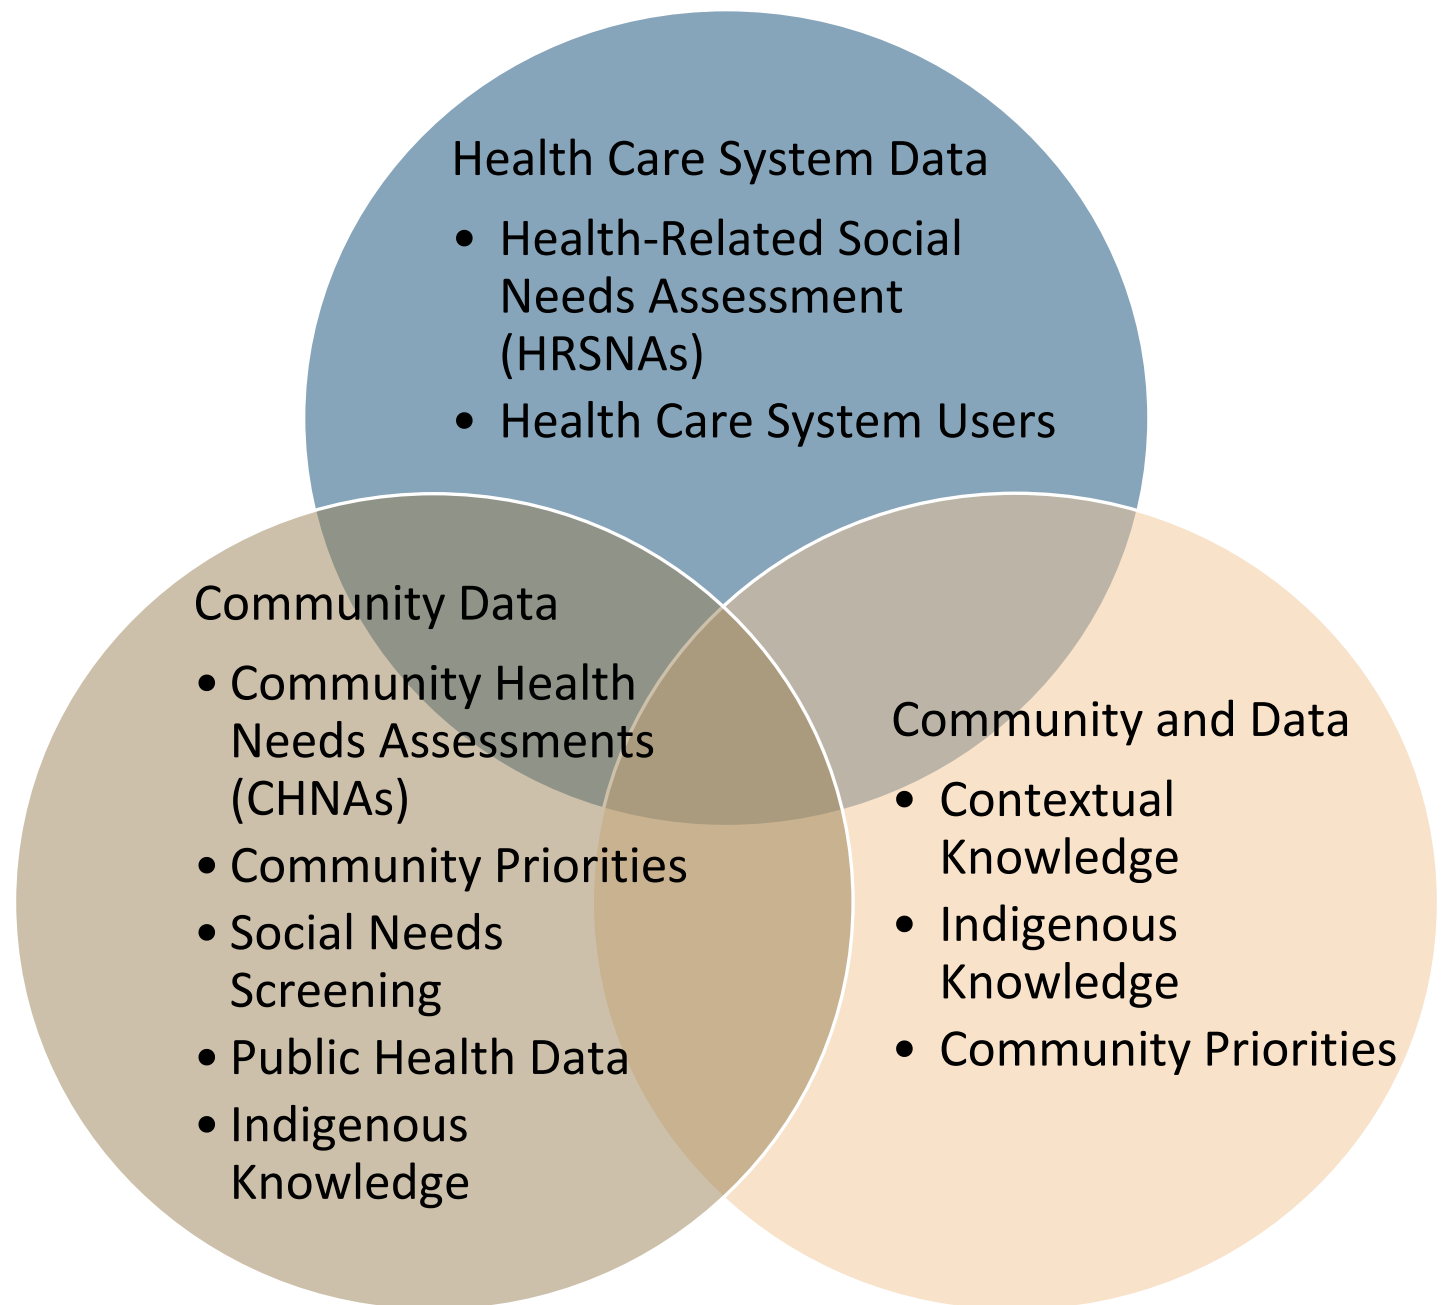 Health Care System Data
• Health-Related Social
Needs Assessment
(HRSNAs)
• Health Care System Users
Community Data
• Community Health
Needs Assessments
(CHNAs)
• Community Priorities
• Social Needs
Screening
• Public Health Data
• Indigenous
Knowledge
Community and Data
• Contextual
Knowledge
• Indigenous
Knowledge
• Community Priorities